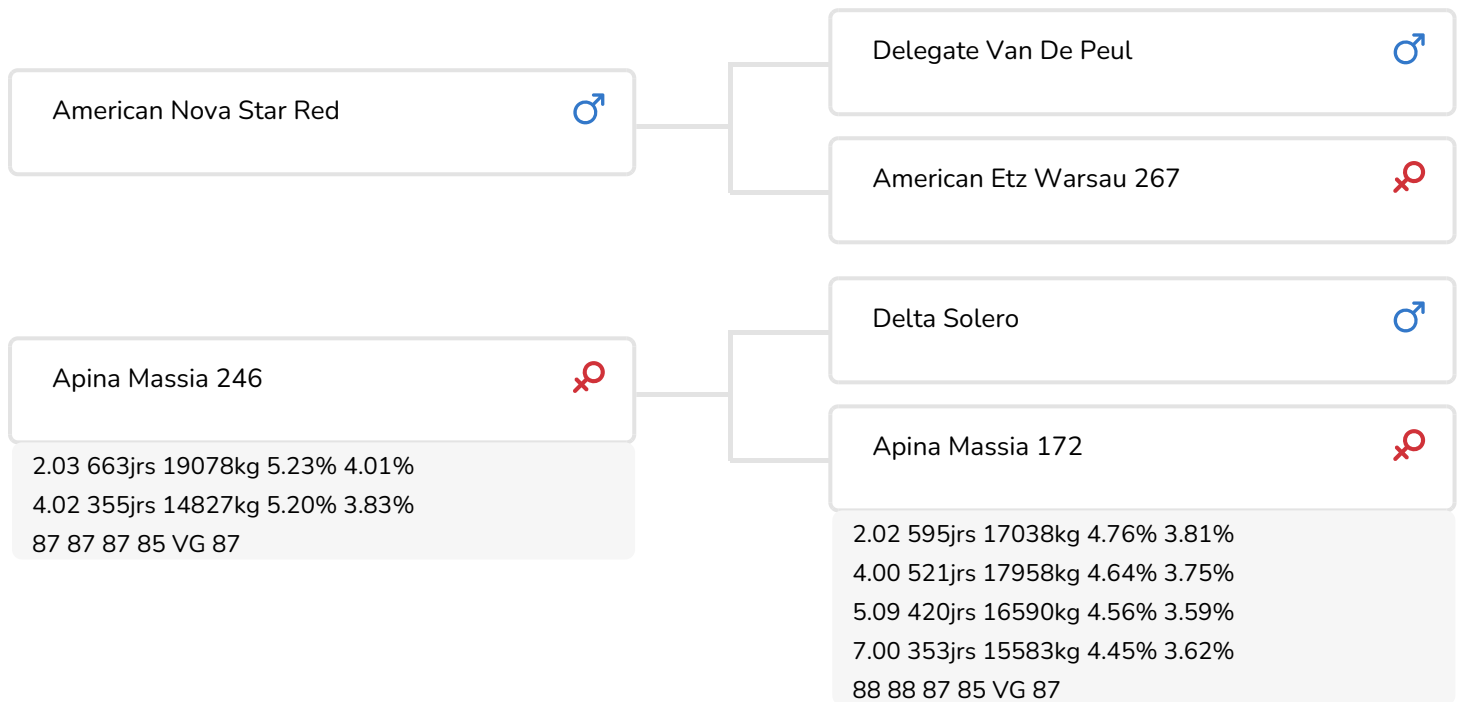 American Nova Star Red
Delegate Van De Peul
American Etz Warsau 267
Apina Massia 246
2.03 663jrs 19078kg 5.23% 4.01%
4.02 355jrs 14827kg 5.20% 3.83%
87 87 87 85 VG 87
Delta Solero
Apina Massia 172
2.02 595jrs 17038kg 4.76% 3.81%
4.00 521jrs 17958kg 4.64% 3.75%
5.09 420jrs 16590kg 4.56% 3.59%
7.00 353jrs 15583kg 4.45% 3.62%
88 88 87 85 VG 87